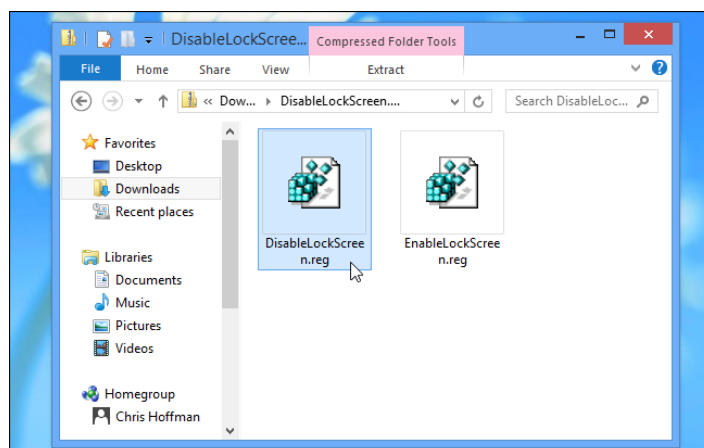 DisableLockScree... Compressed Folder Tools
File Home Share View Extract
« Dow... DisableLockScreen.... Search DisableLoc...
Favorites
Desktop
Downloads
Recent places
Libraries
Documents
Music
Pictures
Videos
Homegroup
Chris Hoffman
DisableLockScree
n.reg
EnableLockScree
n.reg